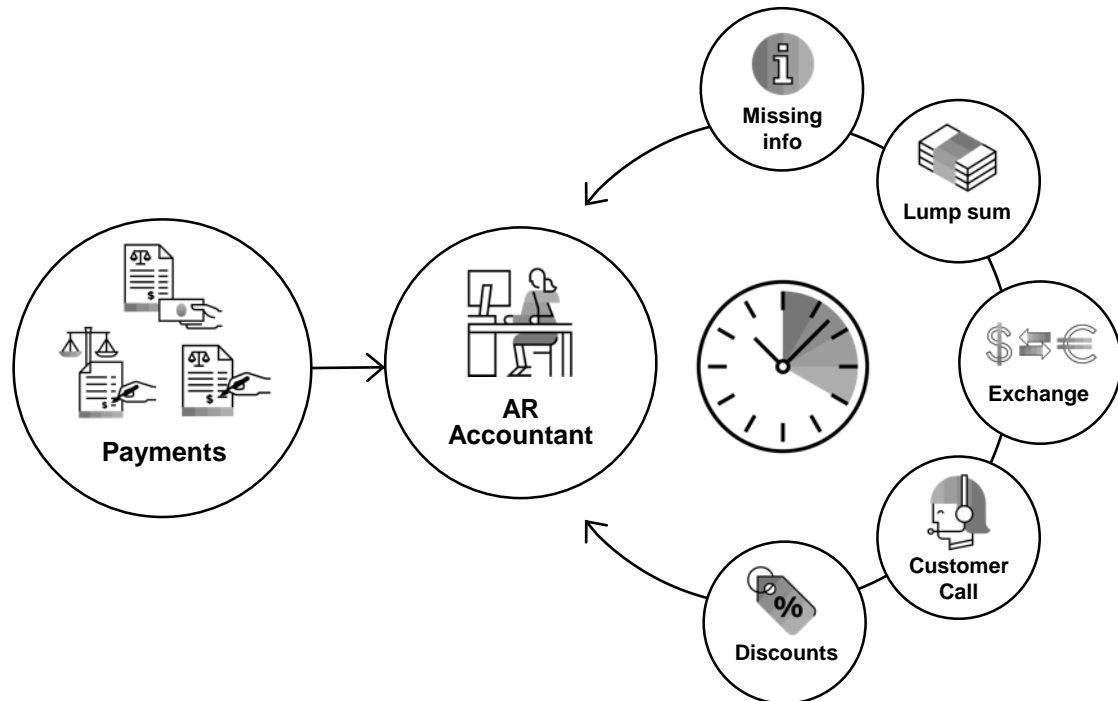 Missing
info
Lump sum
Exchange
Customer
Call
Discounts
AR
Accountant
Payments
$
$
$
$
€
%
i